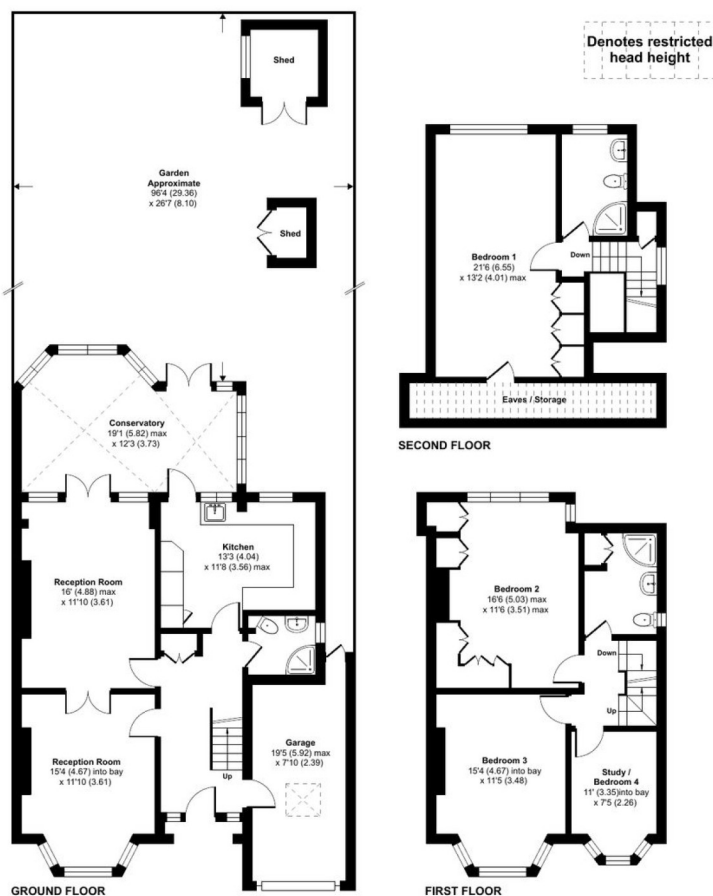 Denotes restricted
head height
Shed
Garden
Approximate
96'4 (29.36)
x 26'7 (8.10)
Shed
Conservatory
19'1 (5.82) max
x 12'3 (3.73)
Reception Room
16' (4.88) max
x 11'10 (3.61)
Kitchen
13'3 (4.04)
x 11'8 (3.56) max
Reception Room
15'4 (4.67) into bay
x 11'10 (3.61)
Up
Garage
19'5 (5.92) max
x 7'10 (2.39)
GROUND FLOOR
Bedroom 1
21'6 (6.55)
x 13'2 (4.01) max
Down
Eaves / Storage
SECOND FLOOR
Bedroom 2
16'6 (5.03) max
x 11'6 (3.51) max
Down
Up
Bedroom 3
15'4 (4.67) into bay
x 11'5 (3.48)
Study /
Bedroom 4
11' (3.35)into bay
x 7'5 (2.26)
FIRST FLOOR